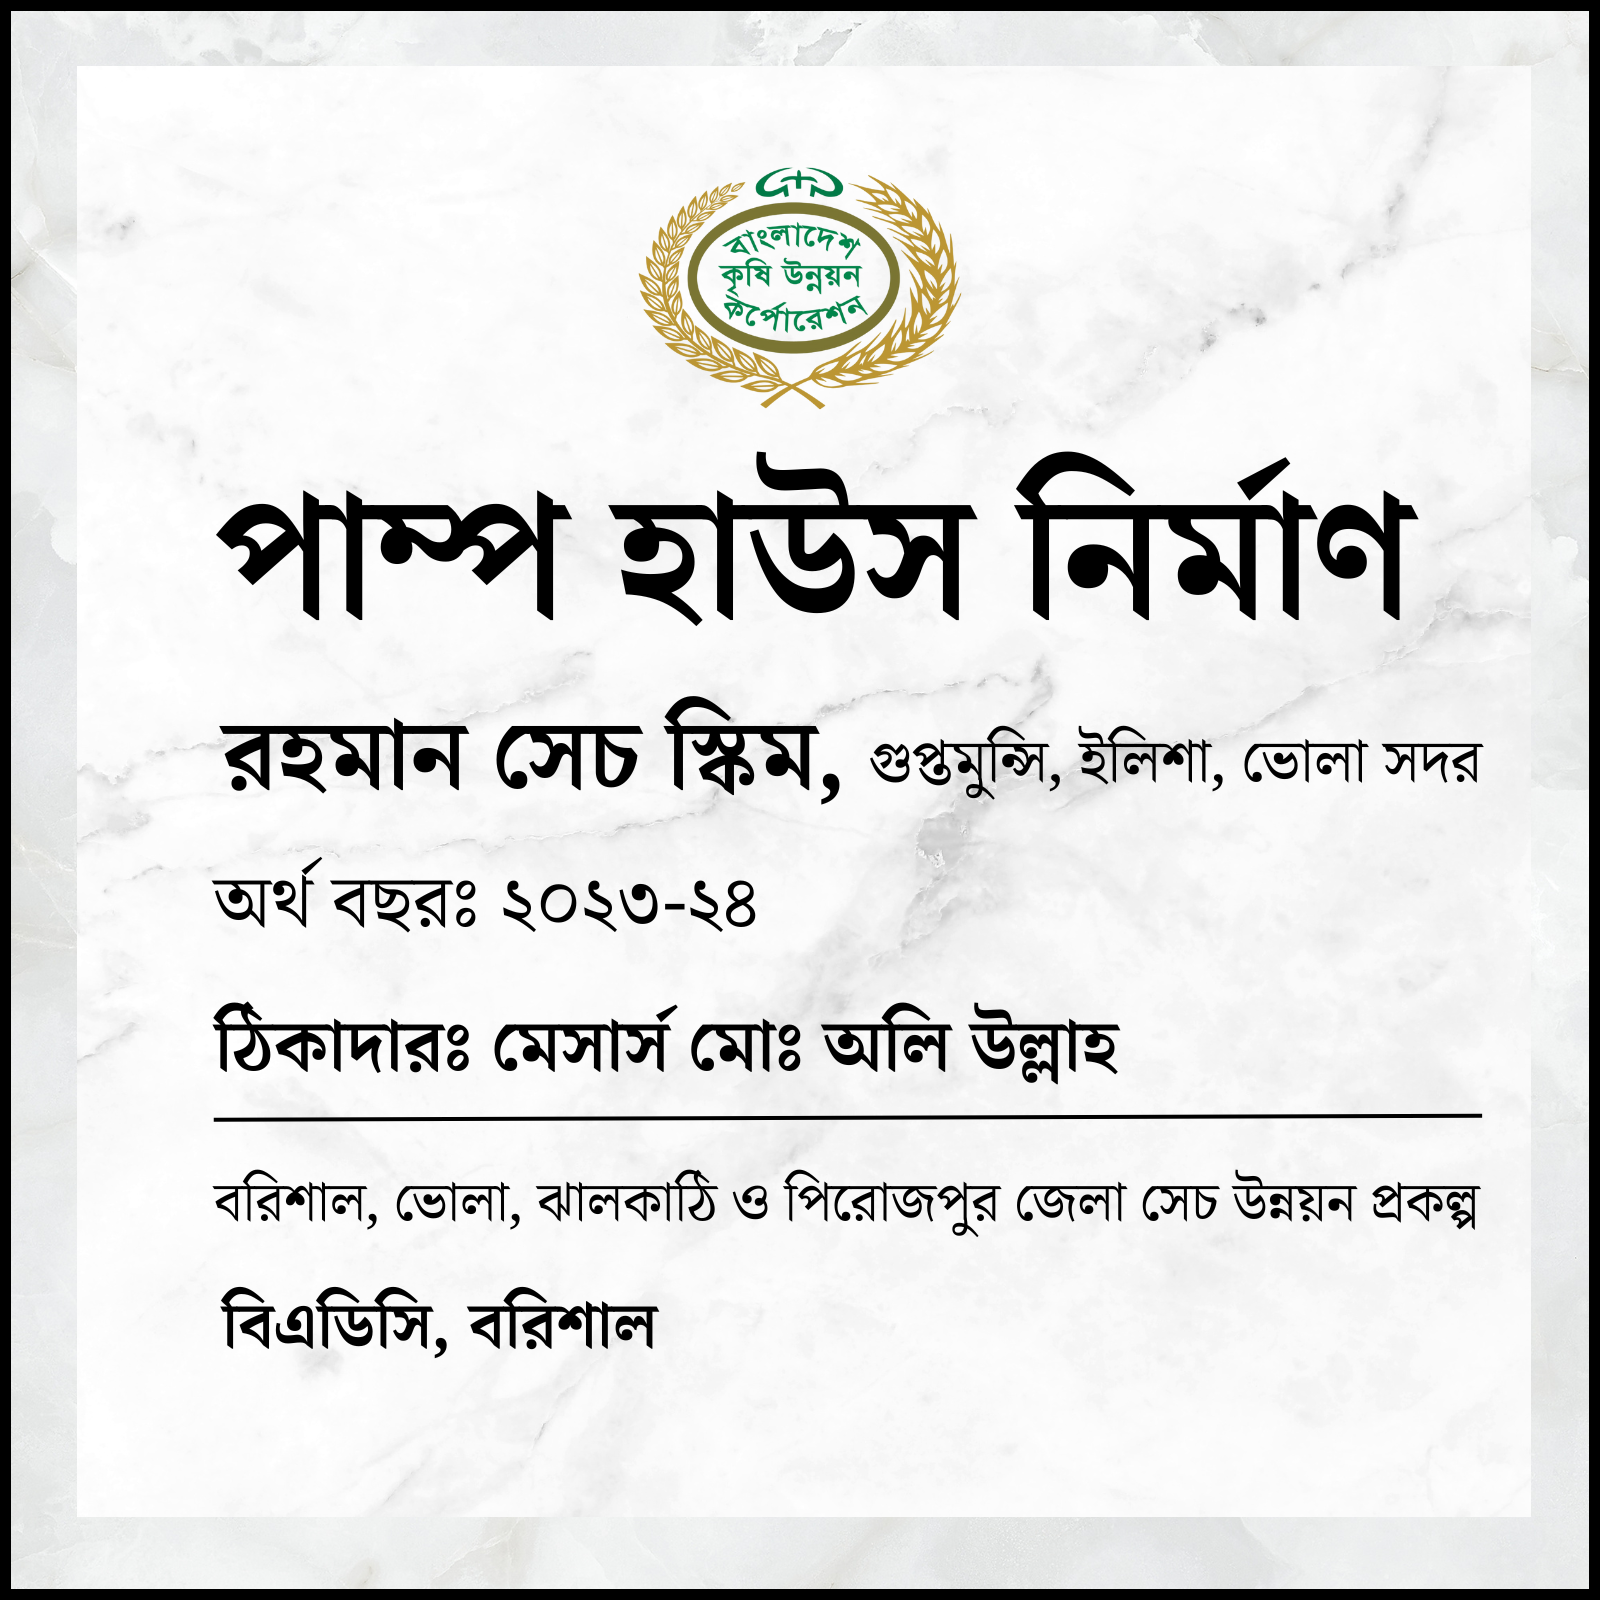 বাংলাদেশ
কৃষি উন্নয়ন
কর্পোরেশন
পাম্প হাউস নির্মাণ
রহমান সেচ স্কিম, গুপ্তমুন্সি, ইলিশা, ভোলা সদর
অর্থ বছরঃ ২০২৩-২৪
ঠিকাদারঃ মেসার্স মোঃ অলি উল্লাহ
বরিশাল, ভোলা, ঝালকাঠি ও পিরোজপুর জেলা সেচ উন্নয়ন প্রকল্প
বিএডিসি, বরিশাল